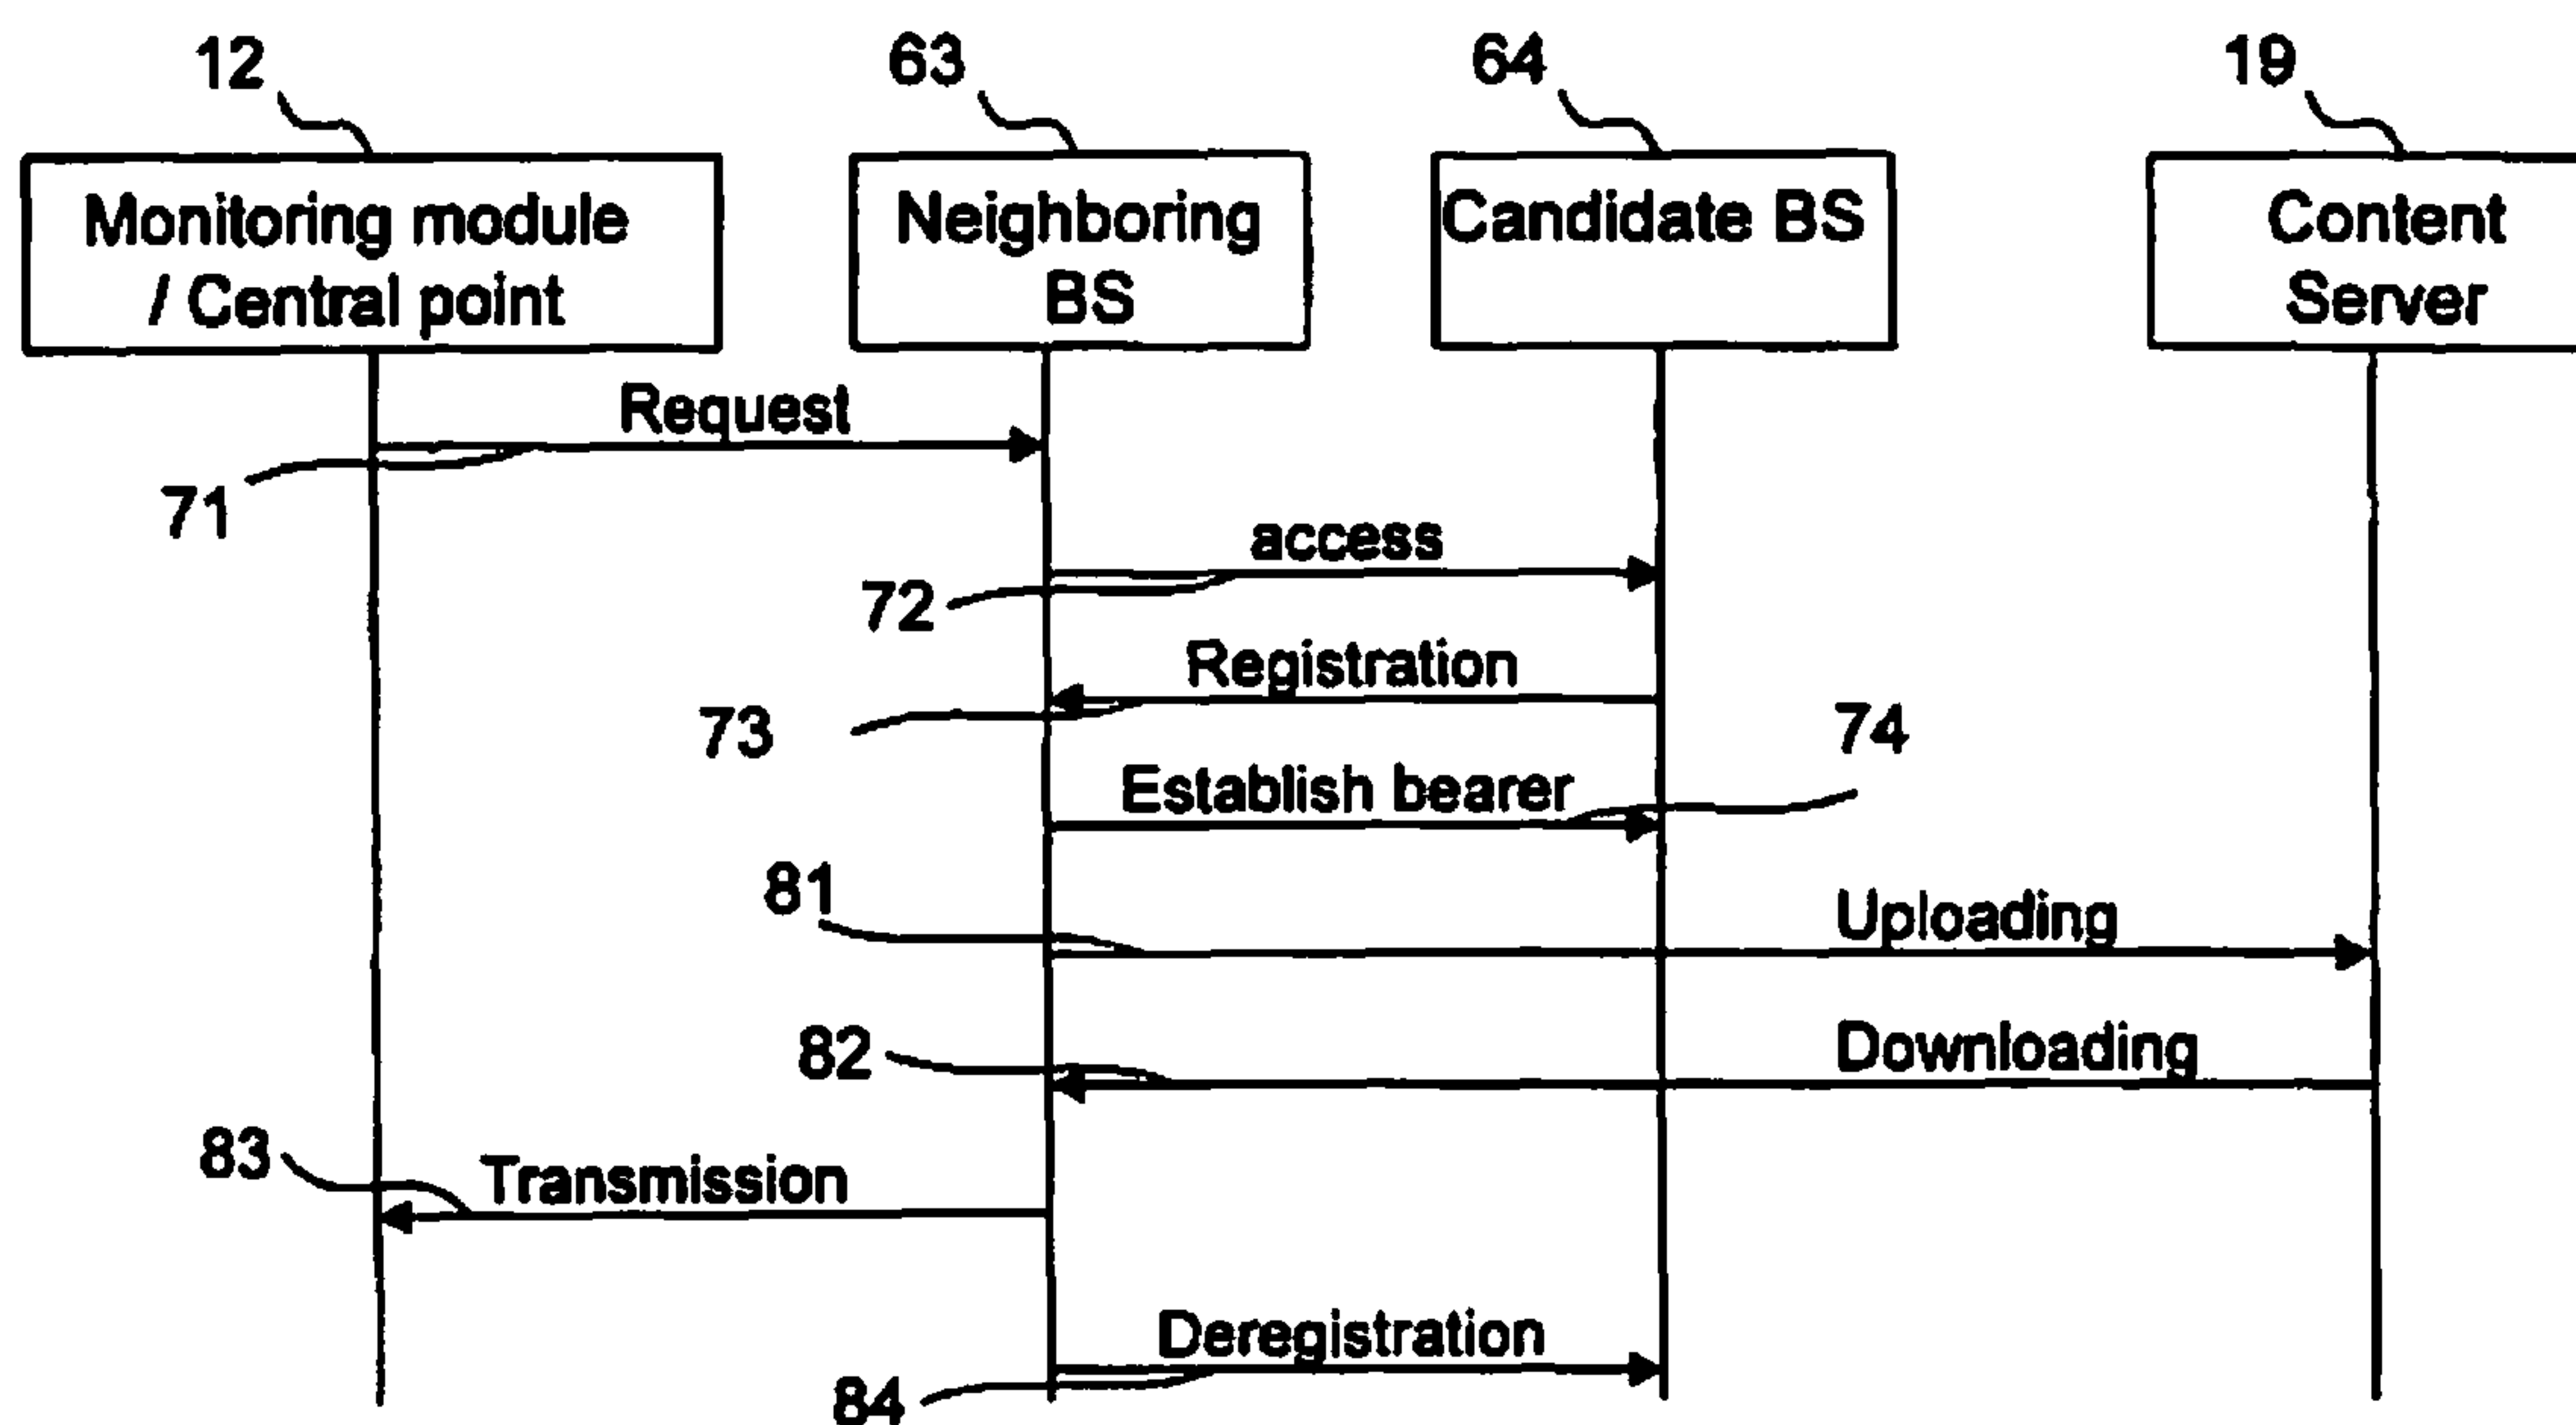 12
63
64
19
Monitoring module
/ Central point
Neighboring
BS
Candidate BS
Content
Server
Request
71
access
72
Registration
73
74
Establish bearer
81
Uploading
82
Downloading
83
Transmission
Deregistration
84